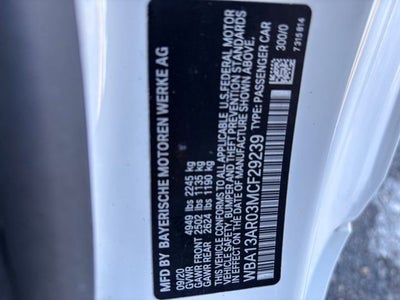 MFD BY BAYERISCHE MOTOREN WERKE AG
09/20
GVWR 4949 lbs 2245 kg
GAWR FRONT 2502 lbs 1135 kg
GAWR REAR 2624 lbs 1190 kg
THIS VEHICLE CONFORMS TO ALL APPLICABLE U.S. FEDERAL MOTOR
VEHICLE SAFETY, BUMPER, AND THEFT PREVENTION STANDARDS
IN EFFECT ON THE DATE OF MANUFACTURE SHOWN ABOVE.
WBA13AR03MCF29239 TYPE: PASSENGER CAR
300/0
7 315 814